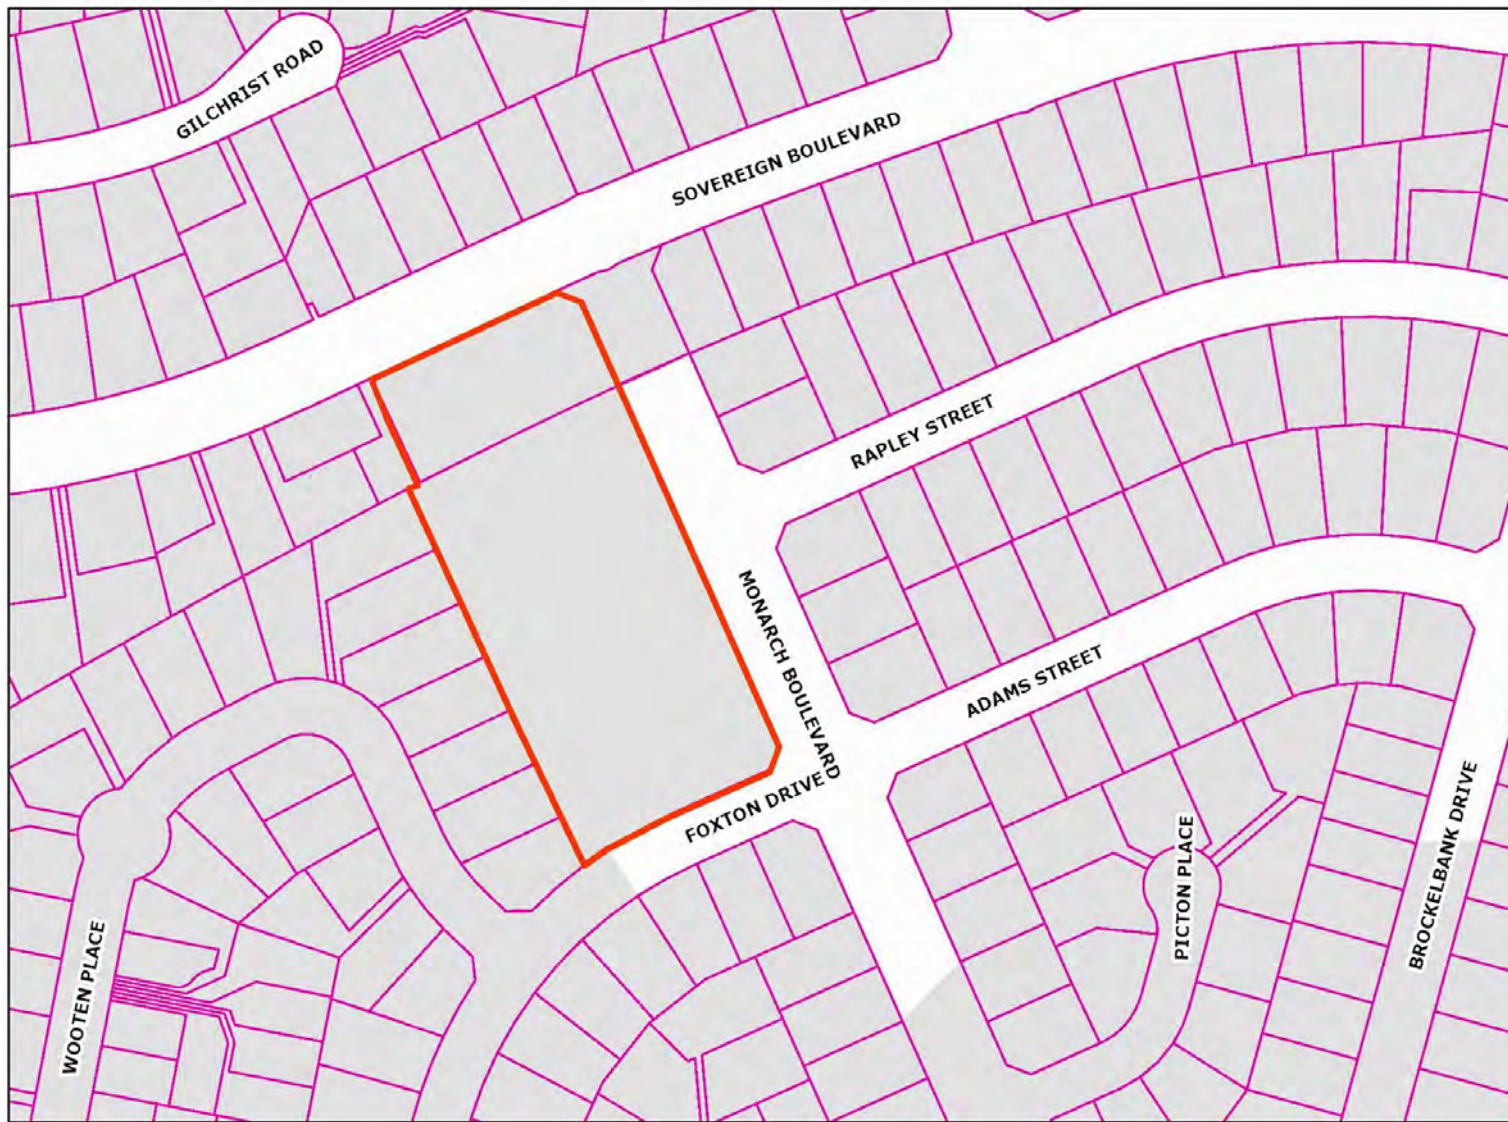 GILCHRIST ROAD
SOVEREIGN BOULEVARD
RAPLEY STREET
MONARCH BOULEVARD
ADAMS STREET
FOXTON DRIVE
PICTON PLACE
BROCKELBANK DRIVE
WOOTEN PLACE